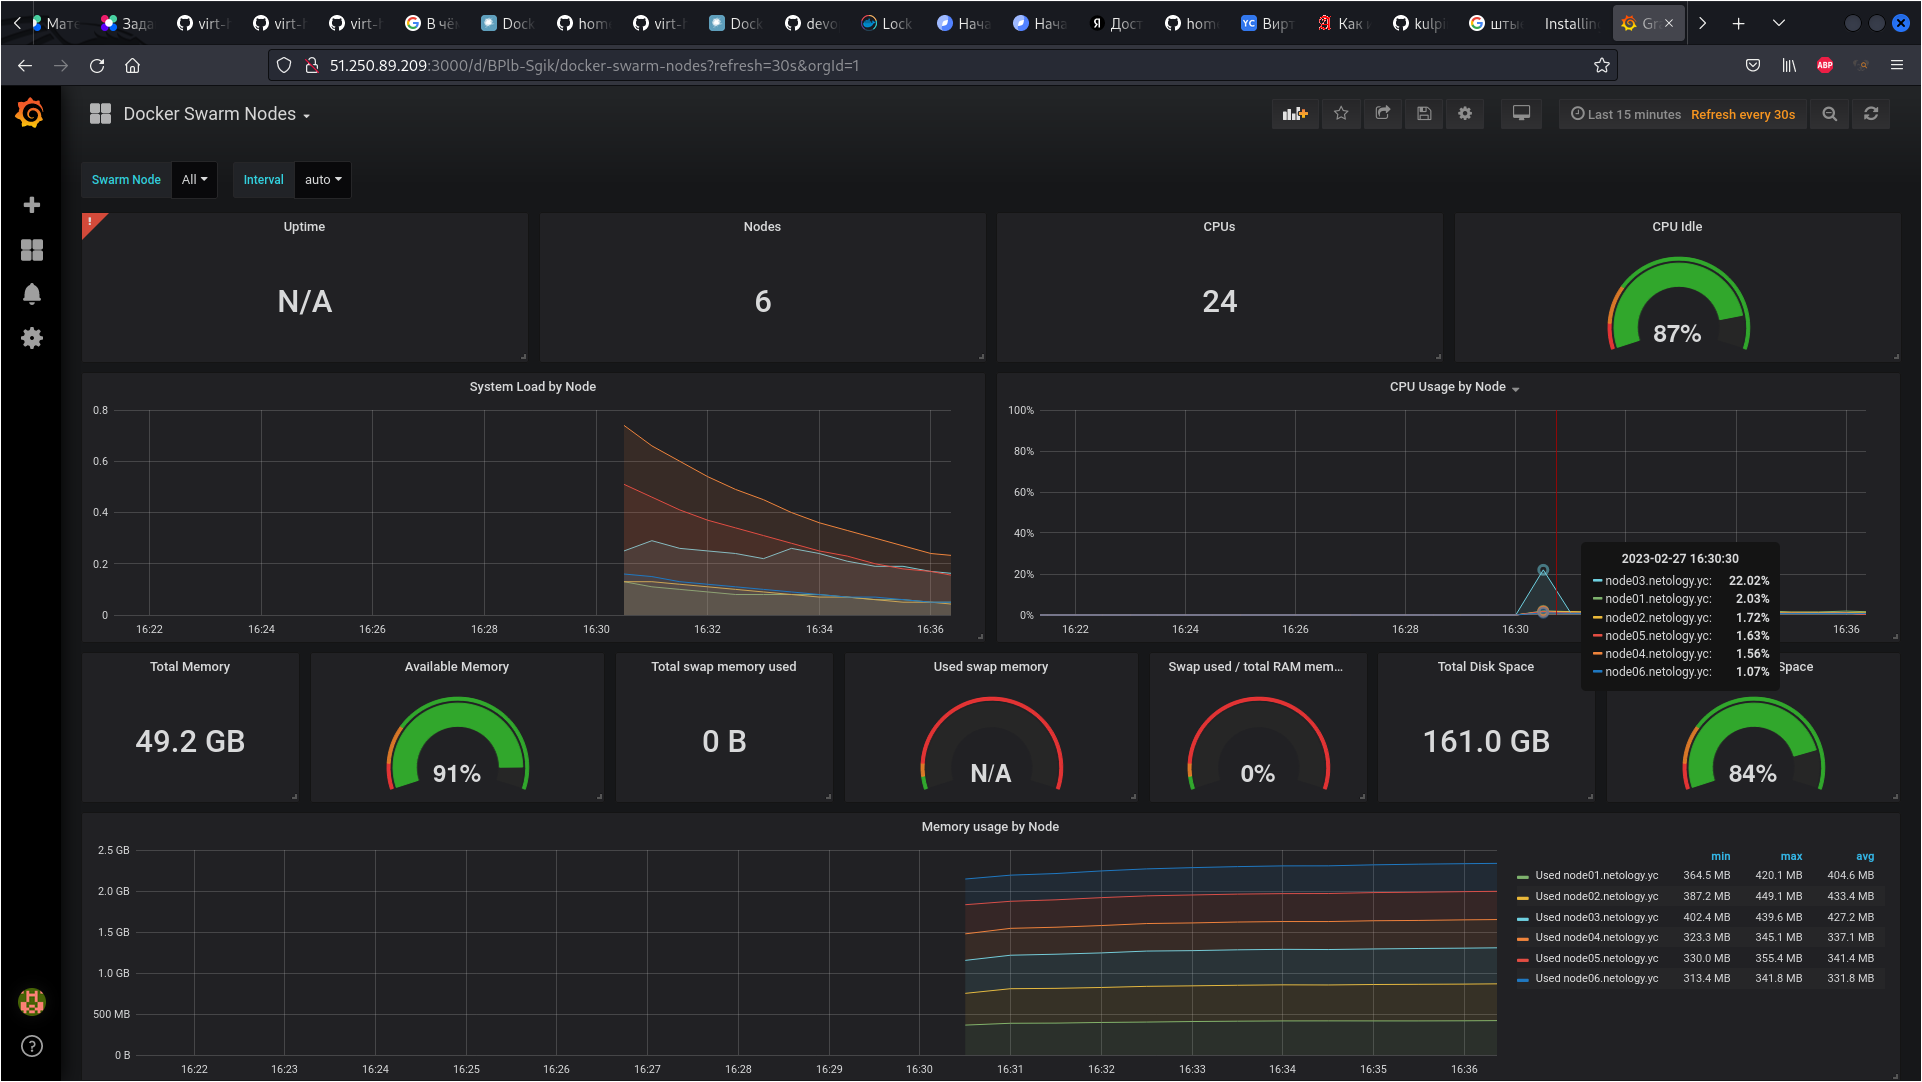 Мате Зада virt-h virt- virt-h В чё Dock hom virt- Dock devo Lock Нача Нача Дост hom Вирт Как kulpi шты Installin Gr
51.250.89.209:3000/d/BPlb-Sgik/docker-swarm-nodes?refresh=30s&orgId=1
ABP
Docker Swarm Nodes
Last 15 minutes Refresh every 30s
Swarm Node All Interval auto
Uptime Nodes CPUs CPU Idle
N/A 6 24 87%
System Load by Node
0.8
0.6
0.4
0.2
0
16:22 16:24 16:26 16:28 16:30 16:32 16:34 16:36
CPU Usage by Node
100%
80%
60%
40%
20%
0%
16:22 16:24 16:26 16:28 16:30 16:36
2023-02-27 16:30:30
node03.netology.yc: 22.02%
node01.netology.yc: 2.03%
node02.netology.yc: 1.72%
node05.netology.yc: 1.63%
node04.netology.yc: 1.56%
node06.netology.yc: 1.07%
Total Memory Available Memory Total swap memory used Used swap memory Swap used / total RAM mem... Total Disk Space Space
49.2 GB 91% 0 B N/A 0% 161.0 GB 84%
Memory usage by Node
2.5 GB
2.0 GB
1.5 GB
1.0 GB
500 MB
0 B
16:22 16:23 16:24 16:25 16:26 16:27 16:28 16:29 16:30 16:31 16:32 16:33 16:34 16:35 16:36
min max avg
Used node01.netology.yc 364.5 MB 420.1 MB 404.6 MB
Used node02.netology.yc 387.2 MB 449.1 MB 433.4 MB
Used node03.netology.yc 402.4 MB 439.6 MB 427.2 MB
Used node04.netology.yc 323.3 MB 345.1 MB 337.1 MB
Used node05.netology.yc 330.0 MB 355.4 MB 341.4 MB
Used node06.netology.yc 313.4 MB 341.8 MB 331.8 MB